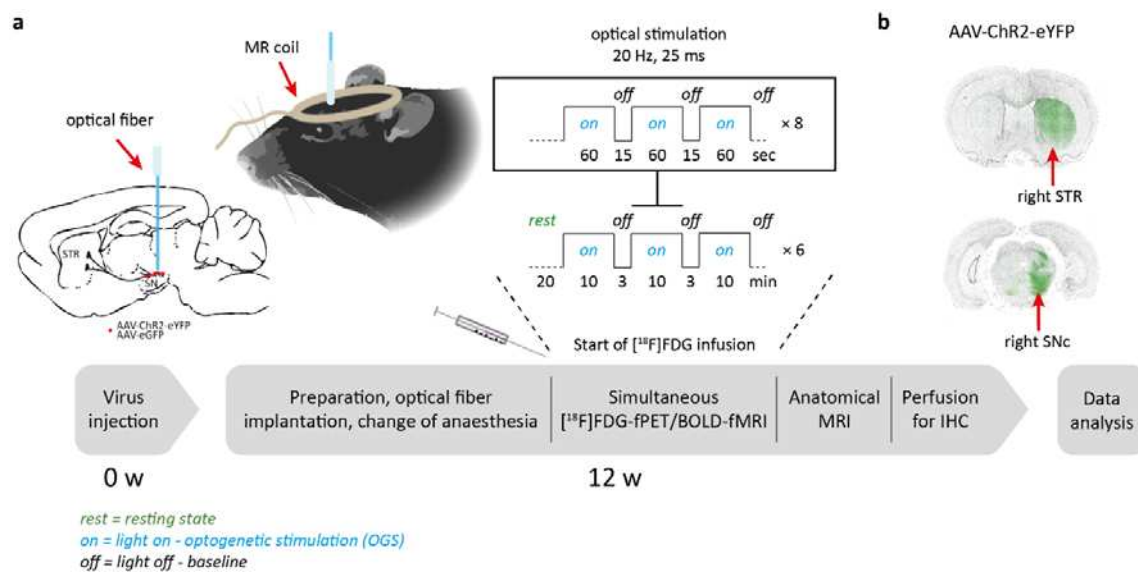 a
MR coil
optical fiber
STR
SN
AAV-ChR2-eYFP
AAV-eGFP
optical stimulation
20 Hz, 25 ms
off off off
on on on × 8
60 15 60 15 60 sec
rest off off off
on on on × 6
20 10 3 10 3 10 min
Start of [¹⁸F]FDG infusion
b
AAV-ChR2-eYFP
right STR
right SNc
Virus
injection
Preparation, optical fiber
implantation, change of anaesthesia
Simultaneous
[¹⁸F]FDG-fPET/BOLD-fMRI
Anatomical
MRI
Perfusion
for IHC
Data
analysis
0 w
12 w
rest = resting state
on = light on - optogenetic stimulation (OGS)
off = light off - baseline